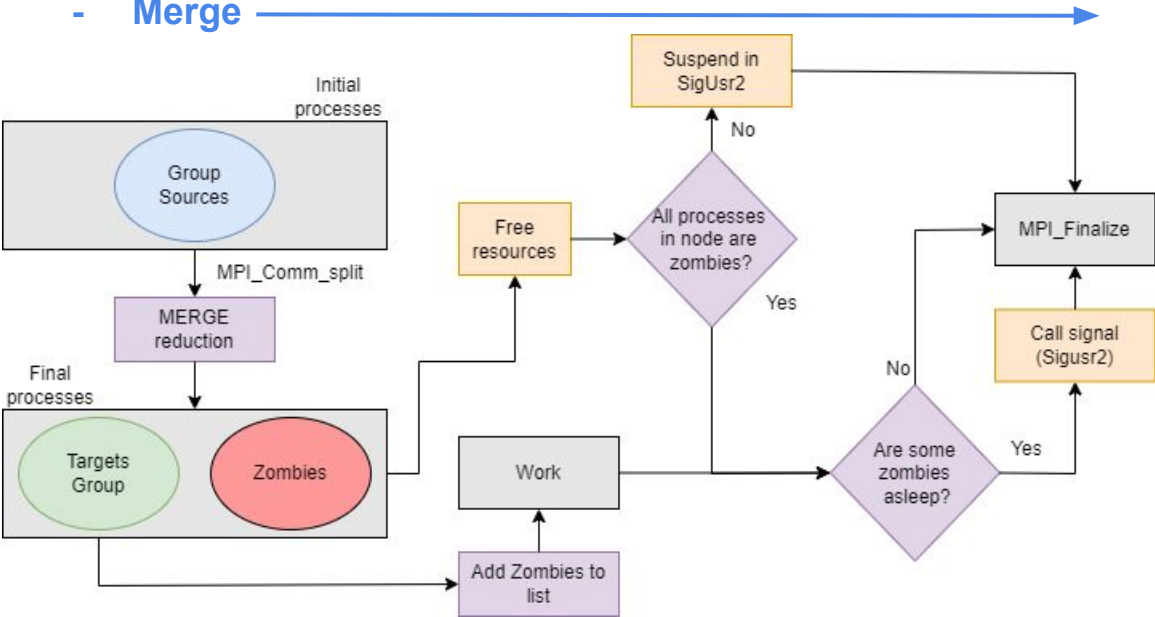 - Merge
Initial
processes
Group
Sources
MPI_Comm_split
MERGE
reduction
Final
processes
Targets
Group
Zombies
Free
resources
Suspend in
SigUsr2
No
All processes
in node are
zombies?
Yes
Work
Add Zombies to
list
MPI_Finalize
Call signal
(Sigusr2)
No
Are some
zombies
asleep?
Yes